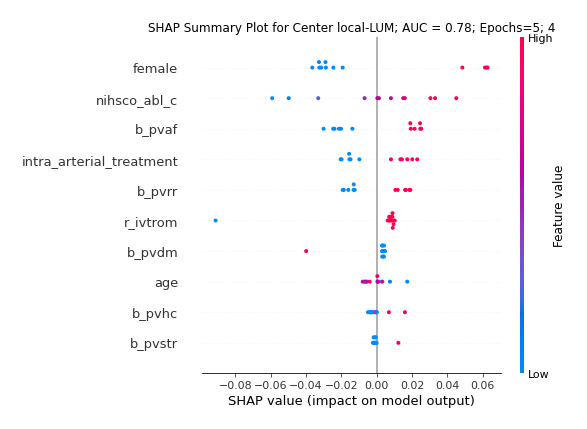 SHAP Summary Plot for Center local-LUM; AUC = 0.78; Epochs=5; 4
High
female
nihsco_abl_c
b_pvaf
intra_arterial_treatment
b_pvrr
r_ivtrom
b_pvdm
age
b_pvhc
b_pvstr
Feature value
Low
−0.08 −0.06 −0.04 −0.02 0.00 0.02 0.04 0.06
SHAP value (impact on model output)